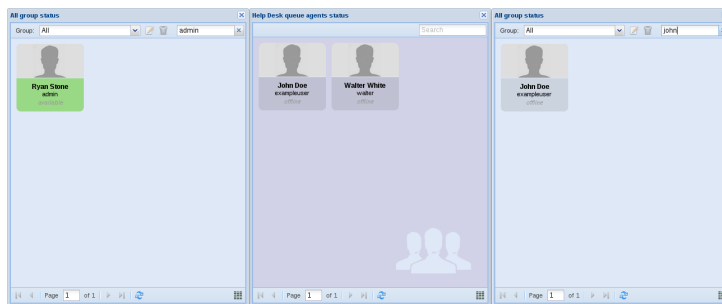 All group status
Group: All admin
Ryan Stone
admin
available
Page 1 of 1
Help Desk queue agents status
Search
John Doe
exampleuser
offline
Walter White
walter
offline
Page 1 of 1
All group status
Group: All john
John Doe
exampleuser
offline
Page 1 of 1